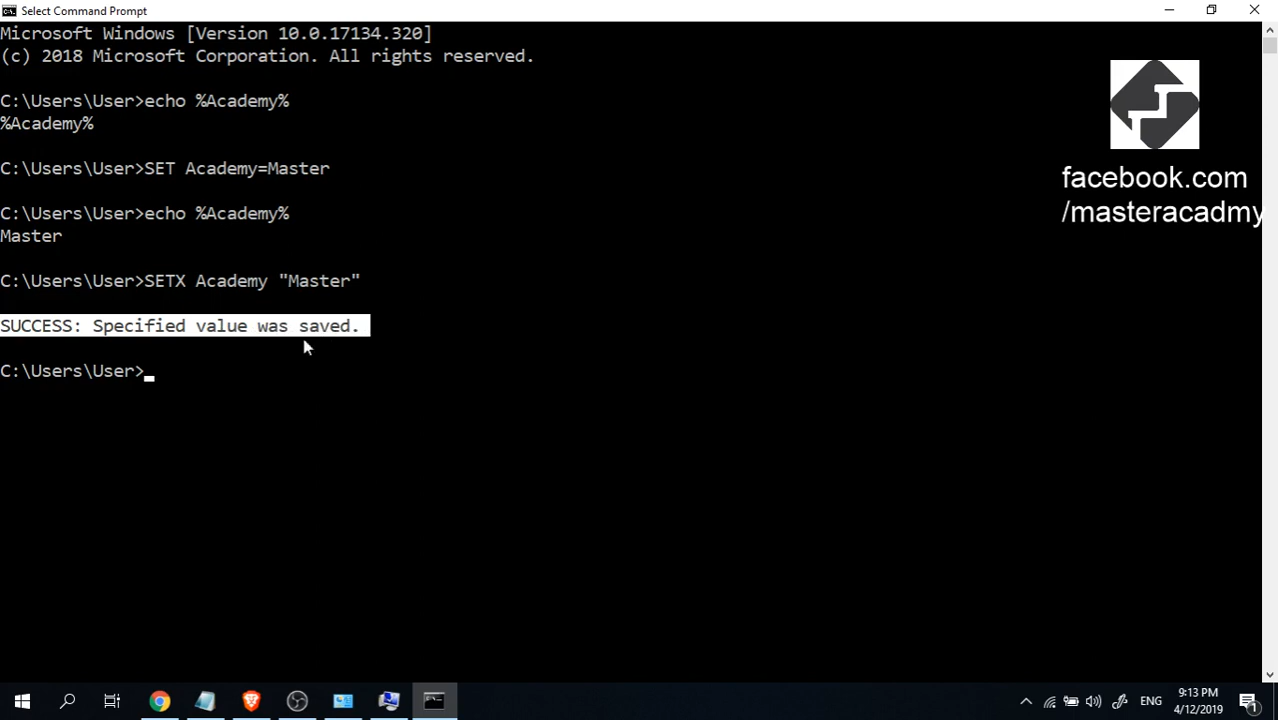 Select Command Prompt
Microsoft Windows [Version 10.0.17134.320]
(c) 2018 Microsoft Corporation. All rights reserved.
C:\Users\User>echo %Academy%
%Academy%
C:\Users\User>SET Academy=Master
C:\Users\User>echo %Academy%
Master
C:\Users\User>SETX Academy "Master"
SUCCESS: Specified value was saved.
C:\Users\User>
facebook.com
/masteracadmy
ENG
9:13 PM
4/12/2019
1